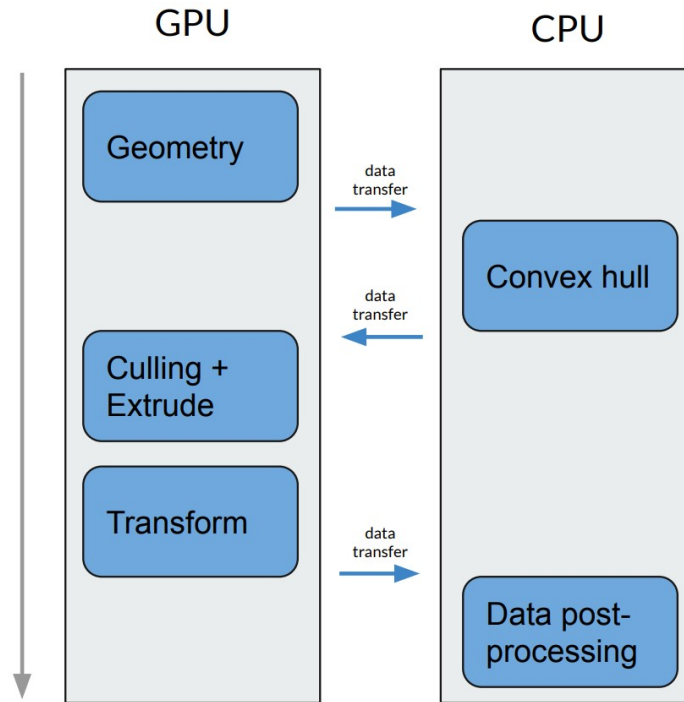 GPU
CPU
Geometry
data
transfer
Convex hull
data
transfer
Culling +
Extrude
Transform
data
transfer
Data post-
processing